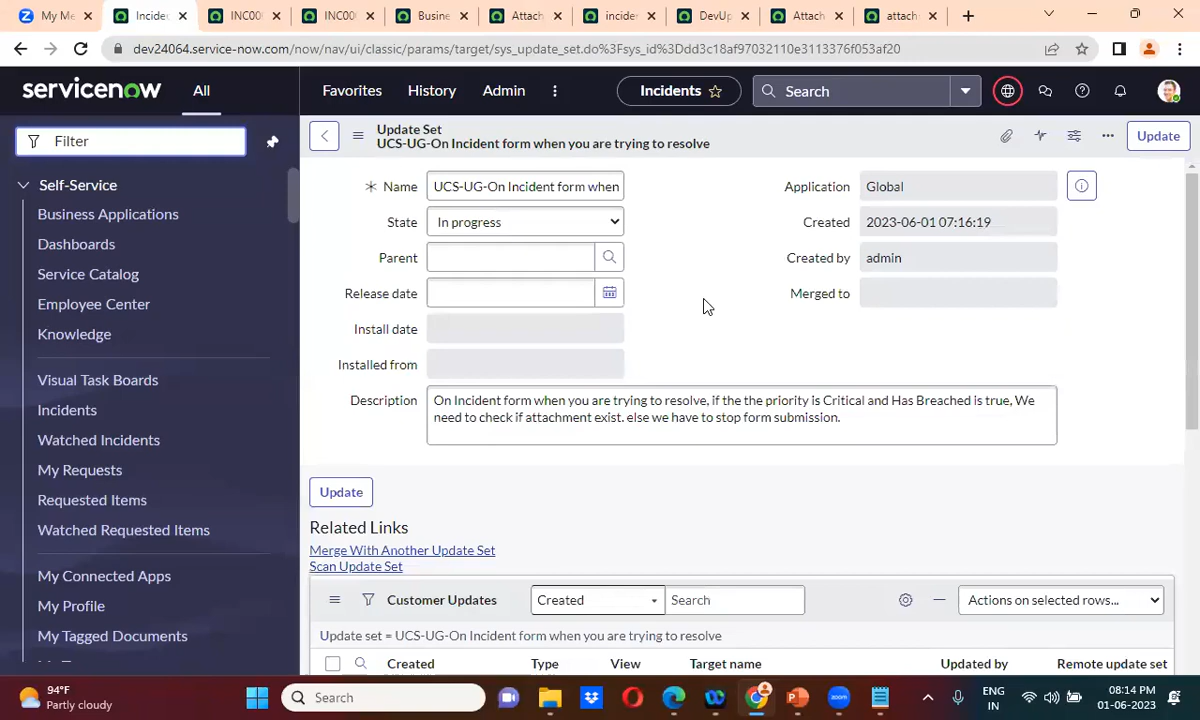 My Me
Incide
INC00
INC00
Busine
Attach
incider
DevUp
Attach
attach
dev24064.service-now.com/now/nav/ui/classic/params/target/sys_update_set.do%3Fsys_id%3Ddd3c18af97032110e3113376f053af20
servicenow
All
Favorites
History
Admin
Incidents
Search
Filter
Self-Service
Business Applications
Dashboards
Service Catalog
Employee Center
Knowledge
Visual Task Boards
Incidents
Watched Incidents
My Requests
Requested Items
Watched Requested Items
My Connected Apps
My Profile
My Tagged Documents
Update Set
UCS-UG-On Incident form when you are trying to resolve
Update
Name UCS-UG-On Incident form when
Application Global
State In progress
Created 2023-06-01 07:16:19
Parent
Created by admin
Release date
Merged to
Install date
Installed from
Description On Incident form when you are trying to resolve, if the the priority is Critical and Has Breached is true, We
need to check if attachment exist. else we have to stop form submission.
Update
Related Links
Merge With Another Update Set
Scan Update Set
Customer Updates Created Search Actions on selected rows...
Update set = UCS-UG-On Incident form when you are trying to resolve
Created Type View Target name Updated by Remote update set
94°F
Partly cloudy
Search
ENG
IN
08:14 PM
01-06-2023